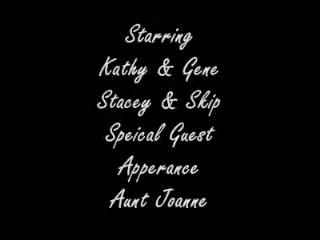 Starring
Kathy & Gene
Stacey & Skip
Speical Guest
Apperance
Aunt Joanne